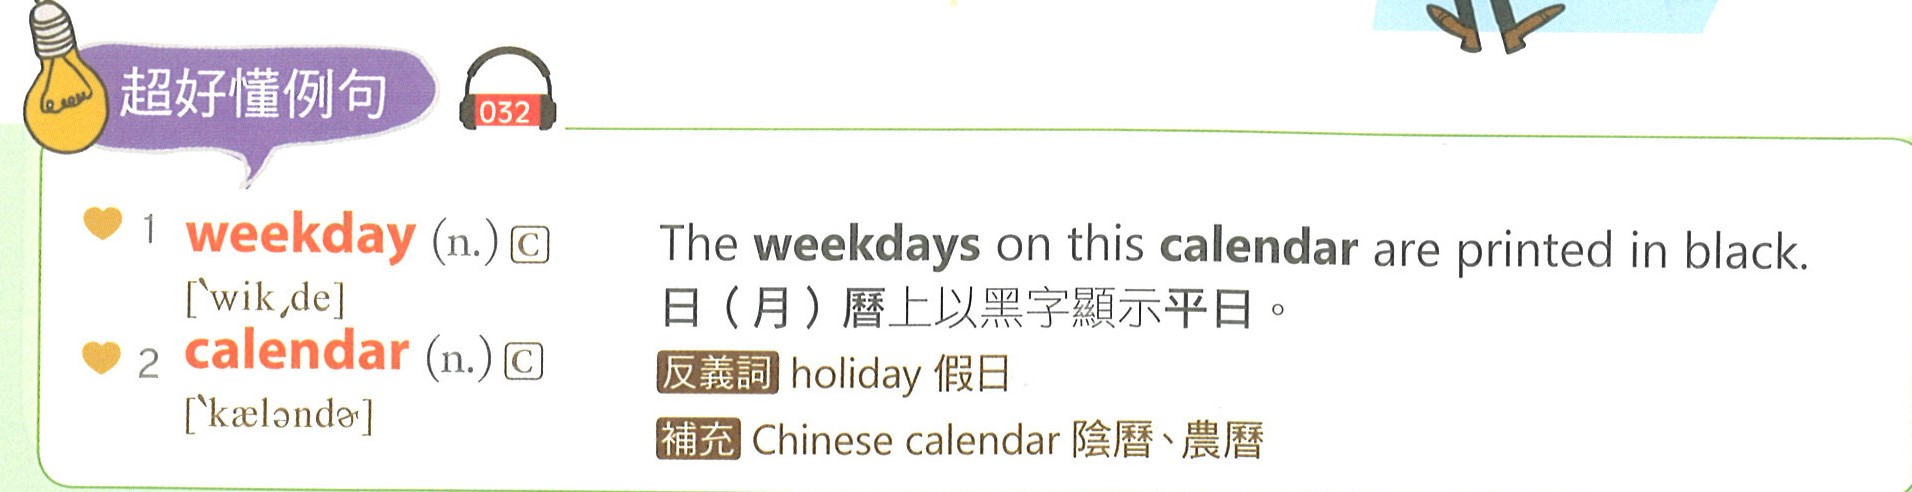 超好懂例句
032
1 weekday (n.) C
[ˋwik͵de]
The weekdays on this calendar are printed in black.
日（月）曆上以黑字顯示平日。
2 calendar (n.) C
[ˋkæləndɚ]
反義詞 holiday 假日
補充 Chinese calendar 陰曆、農曆